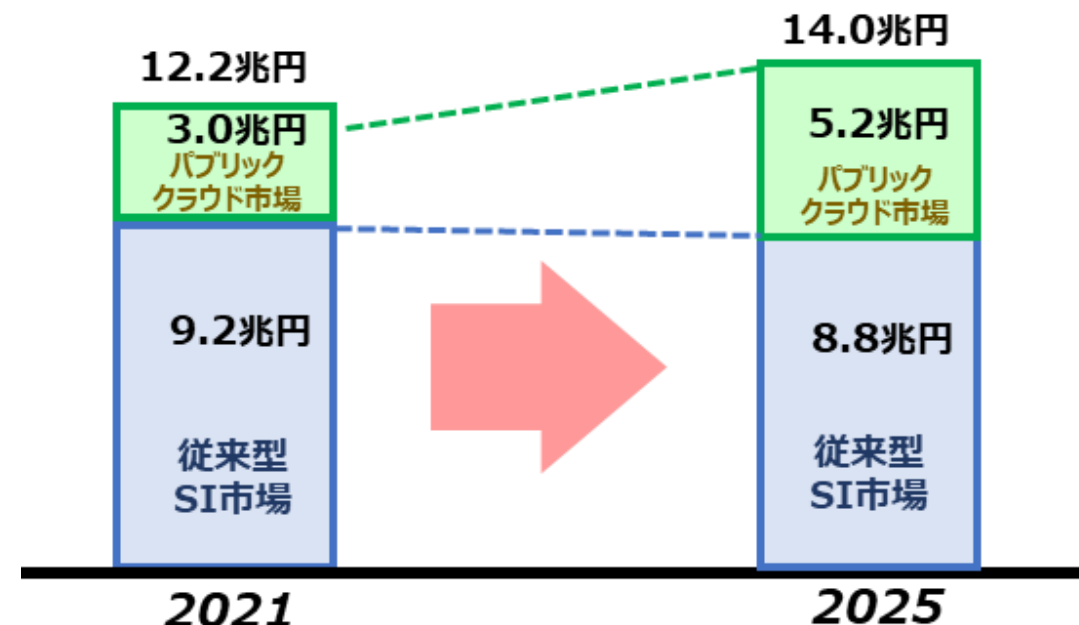 12.2兆円
3.0兆円
パブリック
クラウド市場
9.2兆円
従来型
SI市場
2021
14.0兆円
5.2兆円
パブリック
クラウド市場
8.8兆円
従来型
SI市場
2025